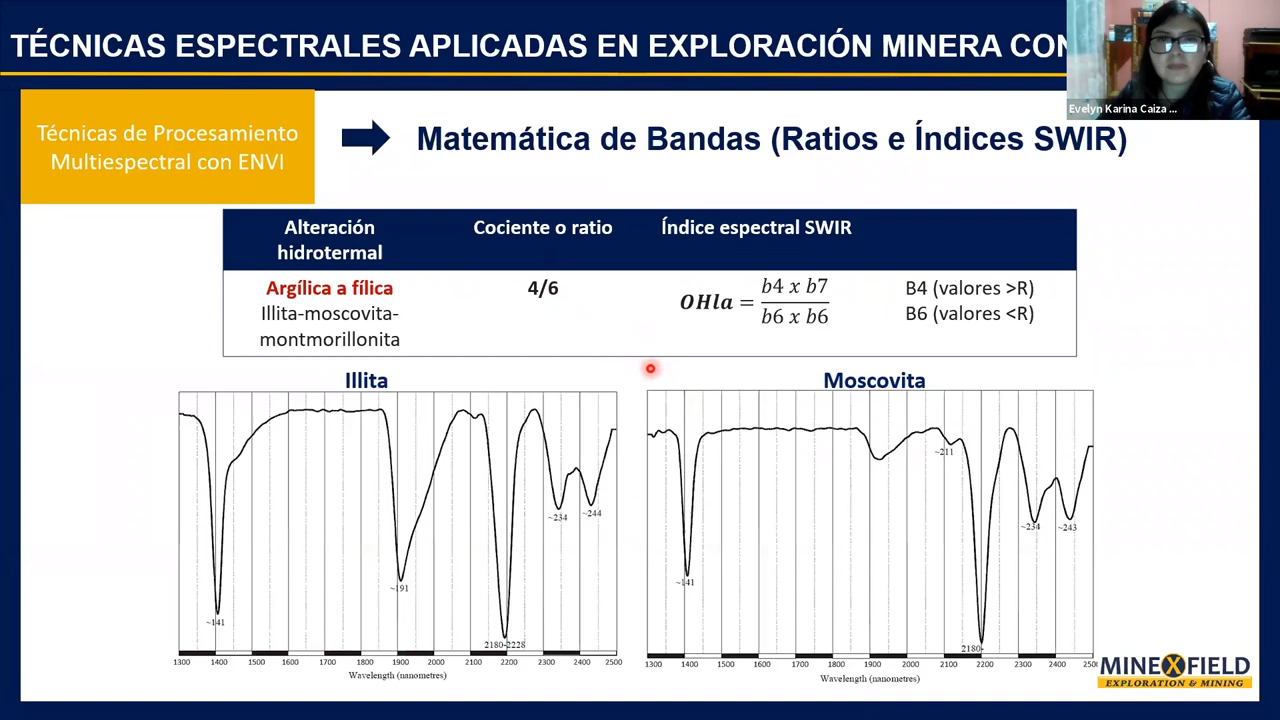 TÉCNICAS ESPECTRALES APLICADAS EN EXPLORACIÓN MINERA CON
Evelyn Karina Caiza ...
Técnicas de Procesamiento
Multiespectral con ENVI
Matemática de Bandas (Ratios e Índices SWIR)
Alteración
hidrotermal
Cociente o ratio
Índice espectral SWIR
Argílica a fílica
Illita-moscovita-
montmorillonita
4/6
OHla = b4 x b7 / b6 x b6
B4 (valores >R)
B6 (valores <R)
Illita
~141
~191
2180-2228
~234
~244
1300 1400 1500 1600 1700 1800 1900 2000 2100 2200 2300 2400 2500
Wavelength (nanometres)
Moscovita
~141
~211
2180-
~234
~243
1300 1400 1500 1600 1700 1800 1900 2000 2100 2200 2300 2400 250
Wavelength (nanometres)
MINEXFIELD
EXPLORATION & MINING